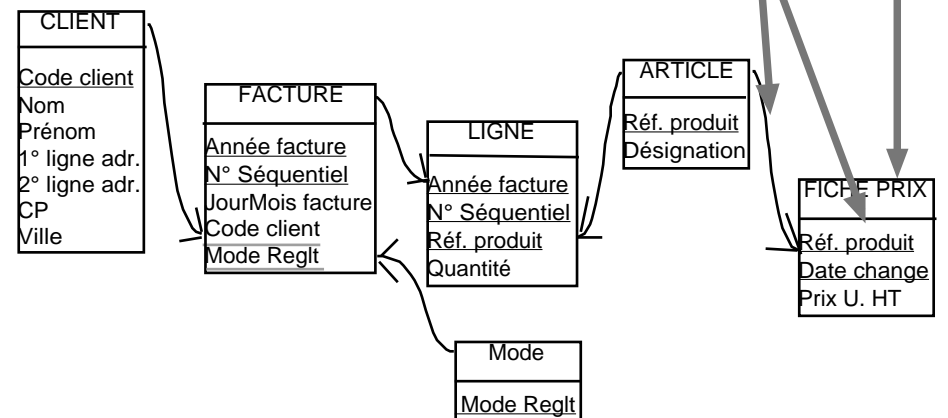 CLIENT
Code client
Nom
Prénom
1° ligne adr.
2° ligne adr.
CP
Ville
FACTURE
Année facture
N° Séquentiel
JourMois facture
Code client
Mode Reglt
LIGNE
Année facture
N° Séquentiel
Réf. produit
Quantité
ARTICLE
Réf. produit
Désignation
FICHE PRIX
Réf. produit
Date change
Prix U. HT
Mode
Mode Reglt